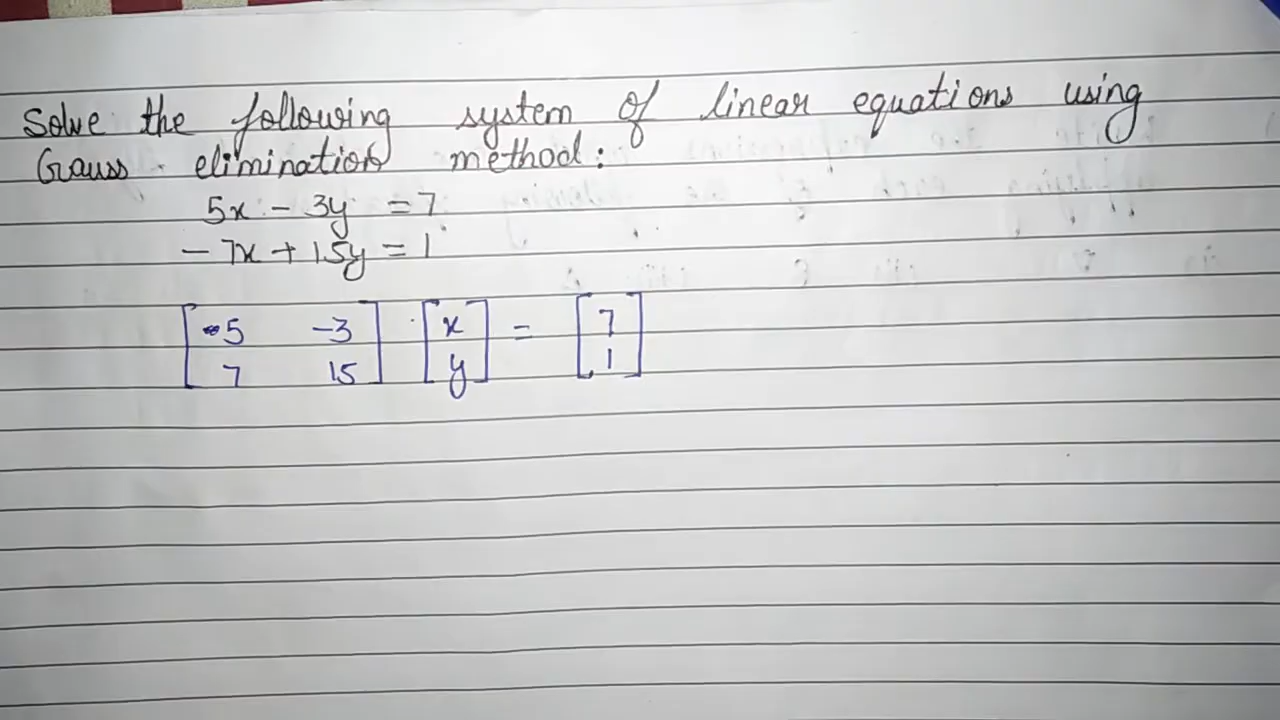 Solve the following system of linear equations using
Gauss elimination method:
5x - 3y = 7
- 7x + 15y = 1
[5 -3] [x] = [7]
[7 15] [y] [1]